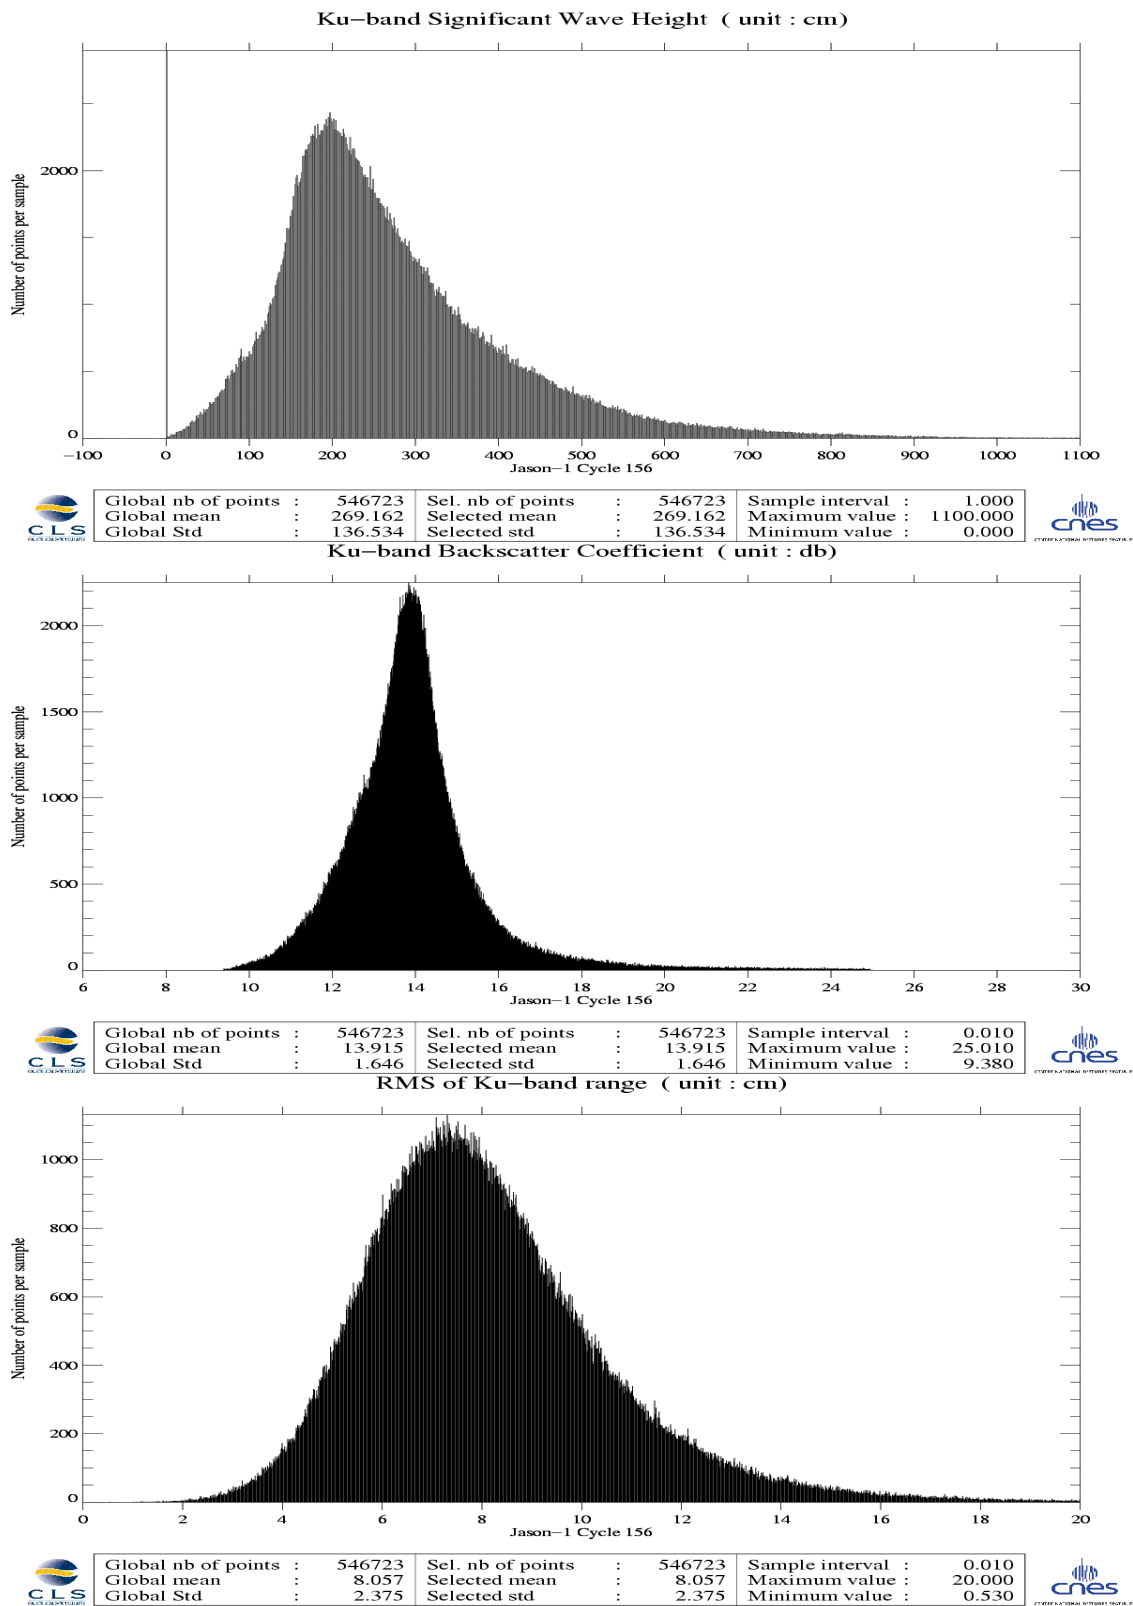 Ku−band Significant Wave Height ( unit : cm)
Number of points per sample
2000
0
−100 0 100 200 300 400 500 600 700 800 900 1000 1100
Jason−1 Cycle 156
CLS
Global nb of points : 546723 Sel. nb of points : 546723 Sample interval : 1.000
Global mean : 269.162 Selected mean : 269.162 Maximum value : 1100.000
Global Std : 136.534 Selected std : 136.534 Minimum value : 0.000
cnes
Ku−band Backscatter Coefficient ( unit : db)
Number of points per sample
2000
1500
1000
500
0
6 8 10 12 14 16 18 20 22 24 26 28 30
Jason−1 Cycle 156
CLS
Global nb of points : 546723 Sel. nb of points : 546723 Sample interval : 0.010
Global mean : 13.915 Selected mean : 13.915 Maximum value : 25.010
Global Std : 1.646 Selected std : 1.646 Minimum value : 9.380
cnes
RMS of Ku−band range ( unit : cm)
Number of points per sample
1000
800
600
400
200
0
0 2 4 6 8 10 12 14 16 18 20
Jason−1 Cycle 156
CLS
Global nb of points : 546723 Sel. nb of points : 546723 Sample interval : 0.010
Global mean : 8.057 Selected mean : 8.057 Maximum value : 20.000
Global Std : 2.375 Selected std : 2.375 Minimum value : 0.530
cnes